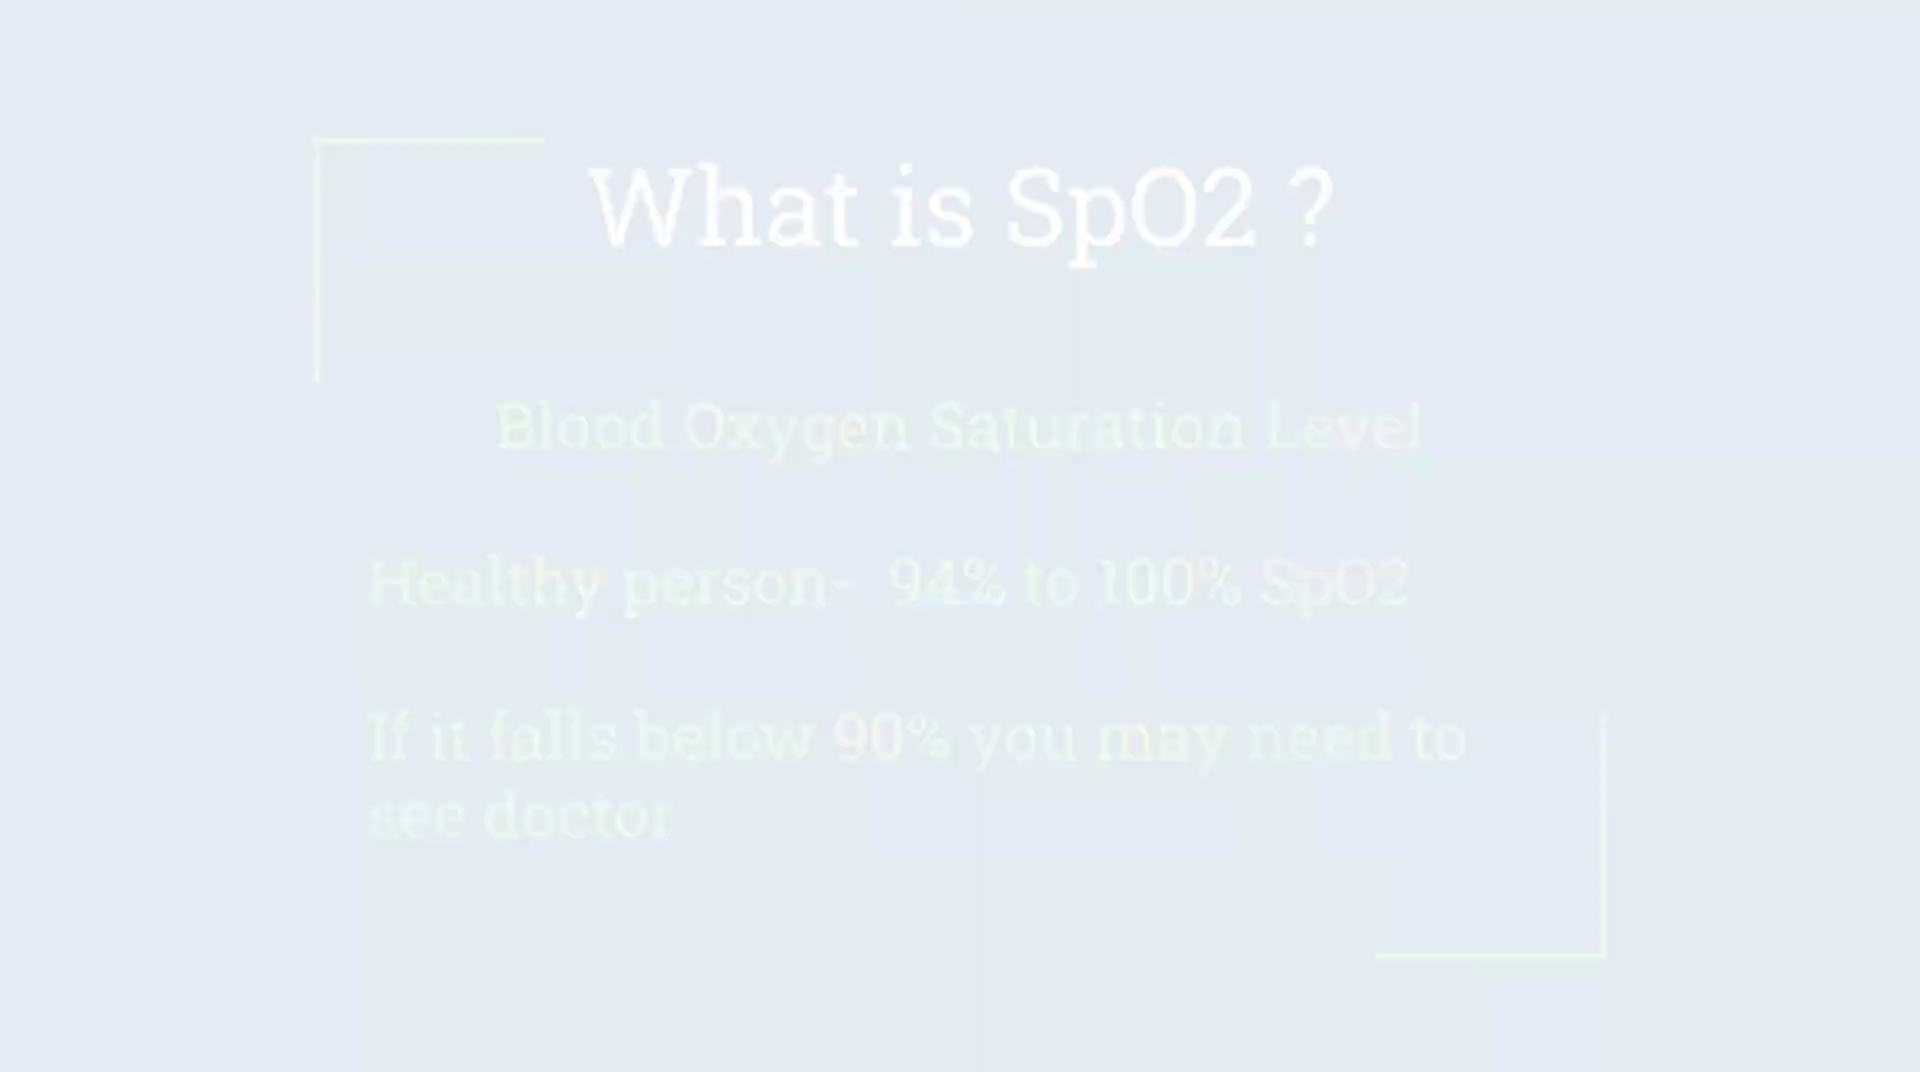 What is SpO2 ?
Blood Oxygen Saturation Level
Healthy person-  94% to 100% SpO2
If it falls below 90% you may need to
see doctor